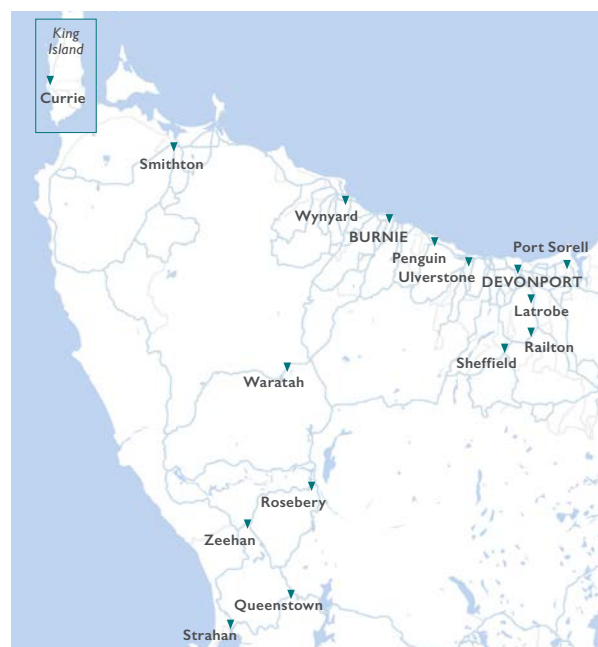 King
Island
Currie
Smithton
Wynyard
BURNIE
Penguin
Port Sorell
Ulverstone
DEVONPORT
Latrobe
Railton
Sheffield
Waratah
Rosebery
Zeehan
Queenstown
Strahan